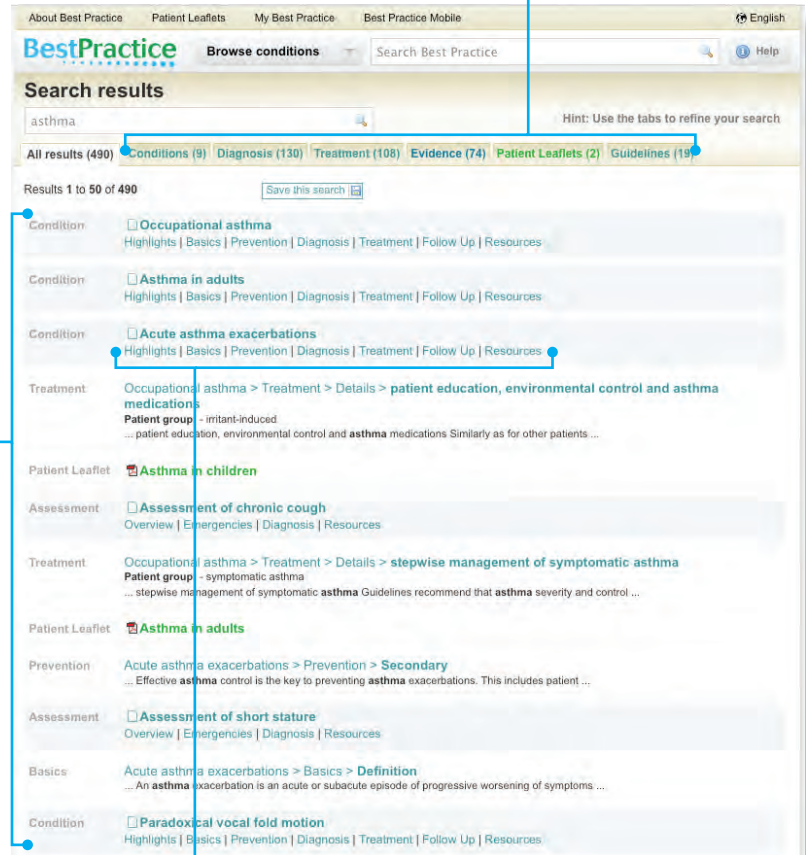 About Best Practice Patient Leaflets My Best Practice Best Practice Mobile English
BestPractice Browse conditions Search Best Practice Help
Search results
asthma Hint: Use the tabs to refine your search
All results (490) Conditions (9) Diagnosis (130) Treatment (108) Evidence (74) Patient Leaflets (2) Guidelines (19)
Results 1 to 50 of 490 Save this search
Condition Occupational asthma
Highlights | Basics | Prevention | Diagnosis | Treatment | Follow Up | Resources
Condition Asthma in adults
Highlights | Basics | Prevention | Diagnosis | Treatment | Follow Up | Resources
Condition Acute asthma exacerbations
Highlights | Basics | Prevention | Diagnosis | Treatment | Follow Up | Resources
Treatment Occupational asthma > Treatment > Details > patient education, environmental control and asthma
medications
Patient group - irritant-induced
... patient education, environmental control and asthma medications Similarly as for other patients ...
Patient Leaflet Asthma in children
Assessment Assessment of chronic cough
Overview | Emergencies | Diagnosis | Resources
Treatment Occupational asthma > Treatment > Details > stepwise management of symptomatic asthma
Patient group - symptomatic asthma
... stepwise management of symptomatic asthma Guidelines recommend that asthma severity and control ...
Patient Leaflet Asthma in adults
Prevention Acute asthma exacerbations > Prevention > Secondary
... Effective asthma control is the key to preventing asthma exacerbations. This includes patient ...
Assessment Assessment of short stature
Overview | Emergencies | Diagnosis | Resources
Basics Acute asthma exacerbations > Basics > Definition
... An asthma exacerbation is an acute or subacute episode of progressive worsening of symptoms ...
Condition Paradoxical vocal fold motion
Highlights | Basics | Prevention | Diagnosis | Treatment | Follow Up | Resources